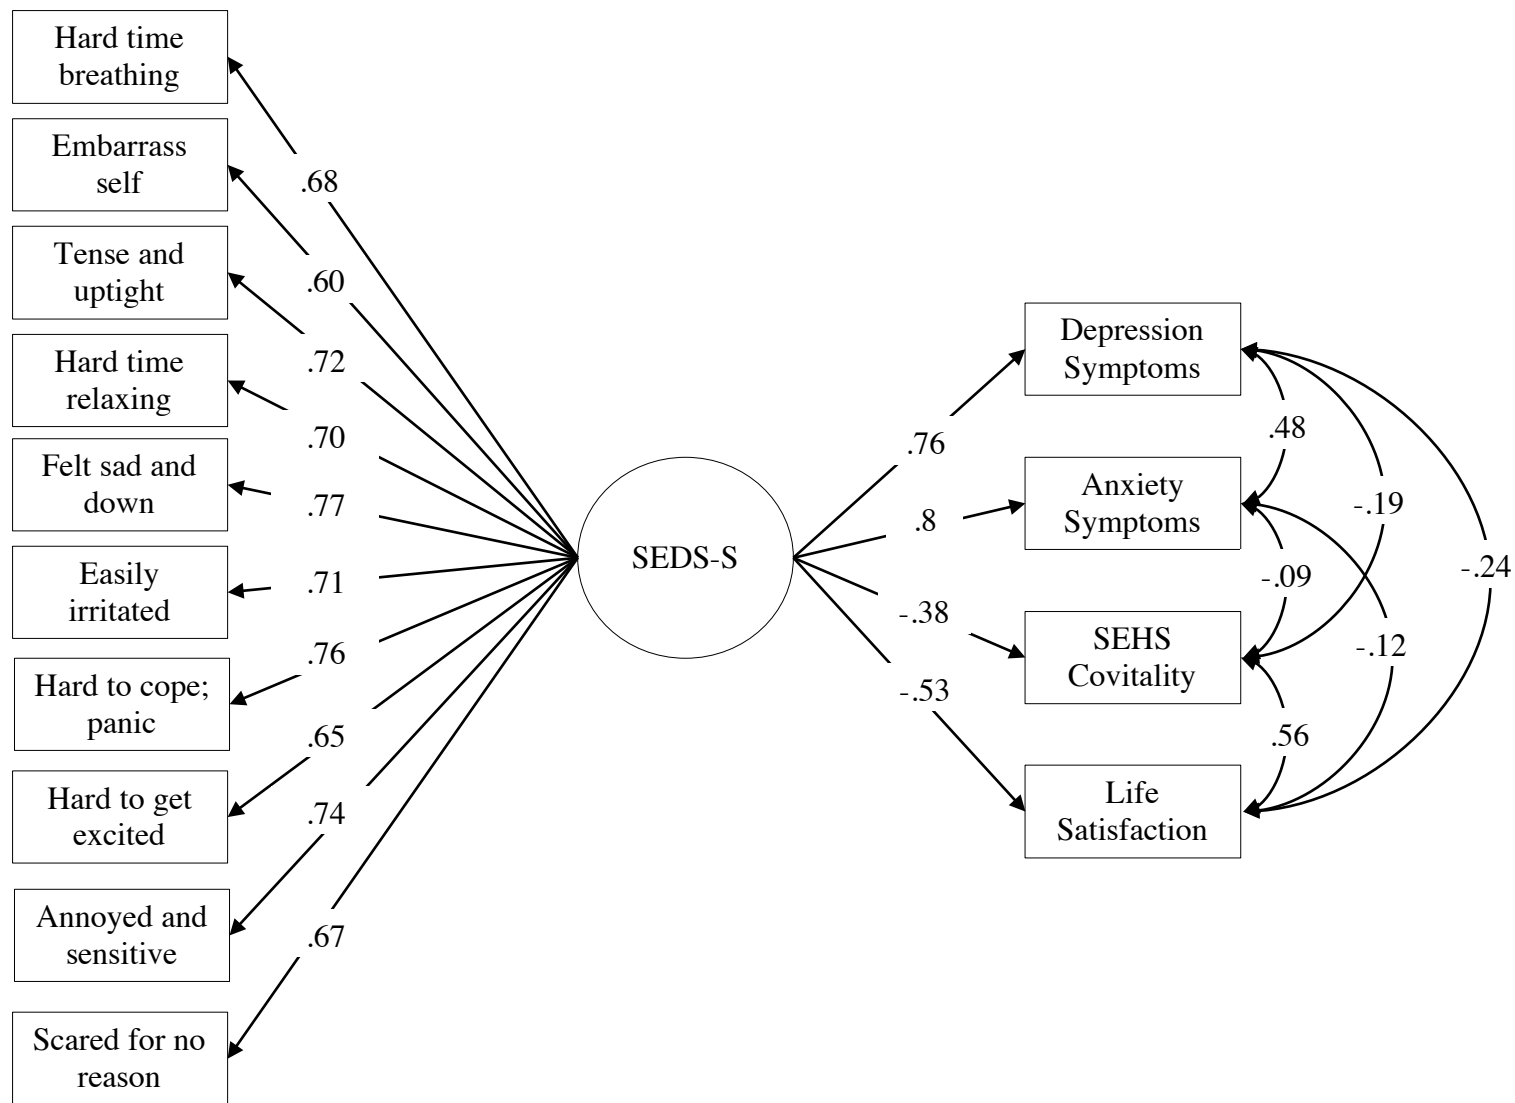 Hard time
breathing
Embarrass
self
Tense and
uptight
Hard time
relaxing
Felt sad and
down
Easily
irritated
Hard to cope;
panic
Hard to get
excited
Annoyed and
sensitive
Scared for no
reason
.68
.60
.72
.70
.77
.71
.76
.65
.74
.67
SEDS-S
.76
.8
-.38
-.53
Depression
Symptoms
Anxiety
Symptoms
SEHS
Covitality
Life
Satisfaction
.48
-.19
-.24
-.09
-.12
.56